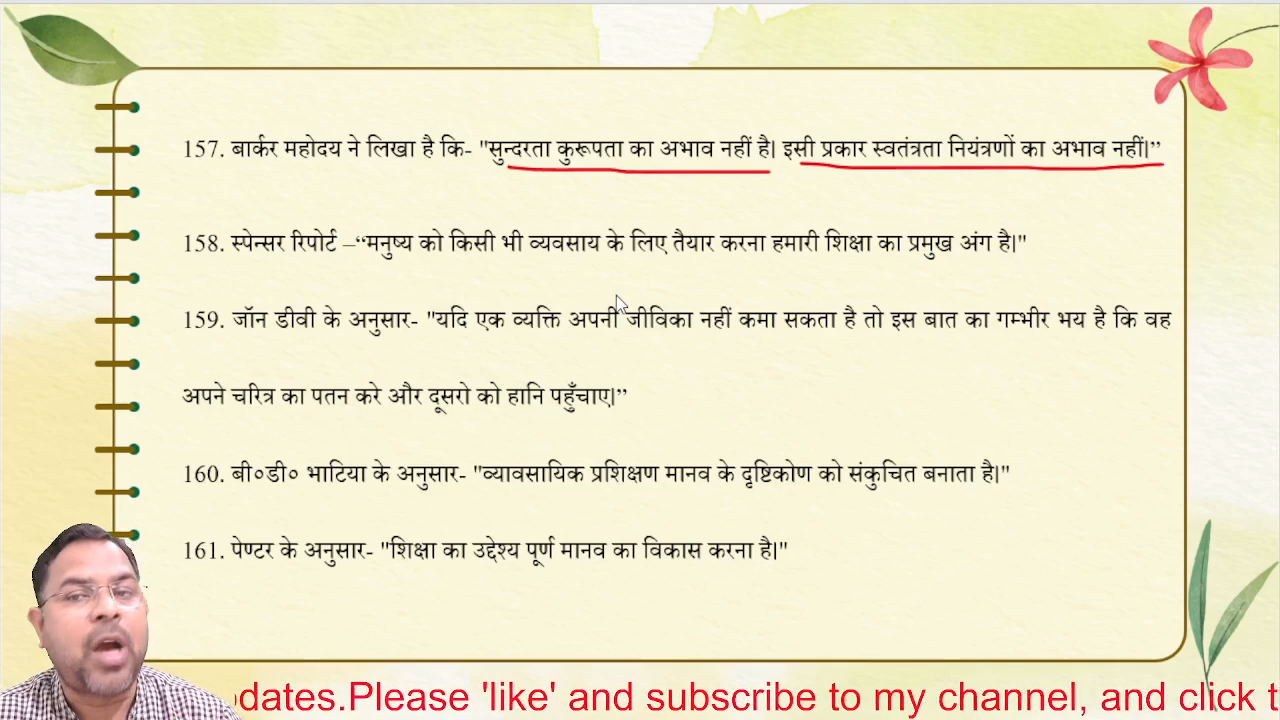 157. बार्कर महोदय ने लिखा है कि- "सुन्दरता कुरूपता का अभाव नहीं है। इसी प्रकार स्वतंत्रता नियंत्रणों का अभाव नहीं।”
158. स्पेन्सर रिपोर्ट –“मनुष्य को किसी भी व्यवसाय के लिए तैयार करना हमारी शिक्षा का प्रमुख अंग है।"
159. जॉन डीवी के अनुसार- "यदि एक व्यक्ति अपनी जीविका नहीं कमा सकता है तो इस बात का गम्भीर भय है कि वह
अपने चरित्र का पतन करे और दूसरो को हानि पहुँचाए।”
160. बी०डी० भाटिया के अनुसार- "व्यावसायिक प्रशिक्षण मानव के दृष्टिकोण को संकुचित बनाता है।"
161. पेण्टर के अनुसार- "शिक्षा का उद्देश्य पूर्ण मानव का विकास करना है।"
dates.Please 'like' and subscribe to my channel, and click